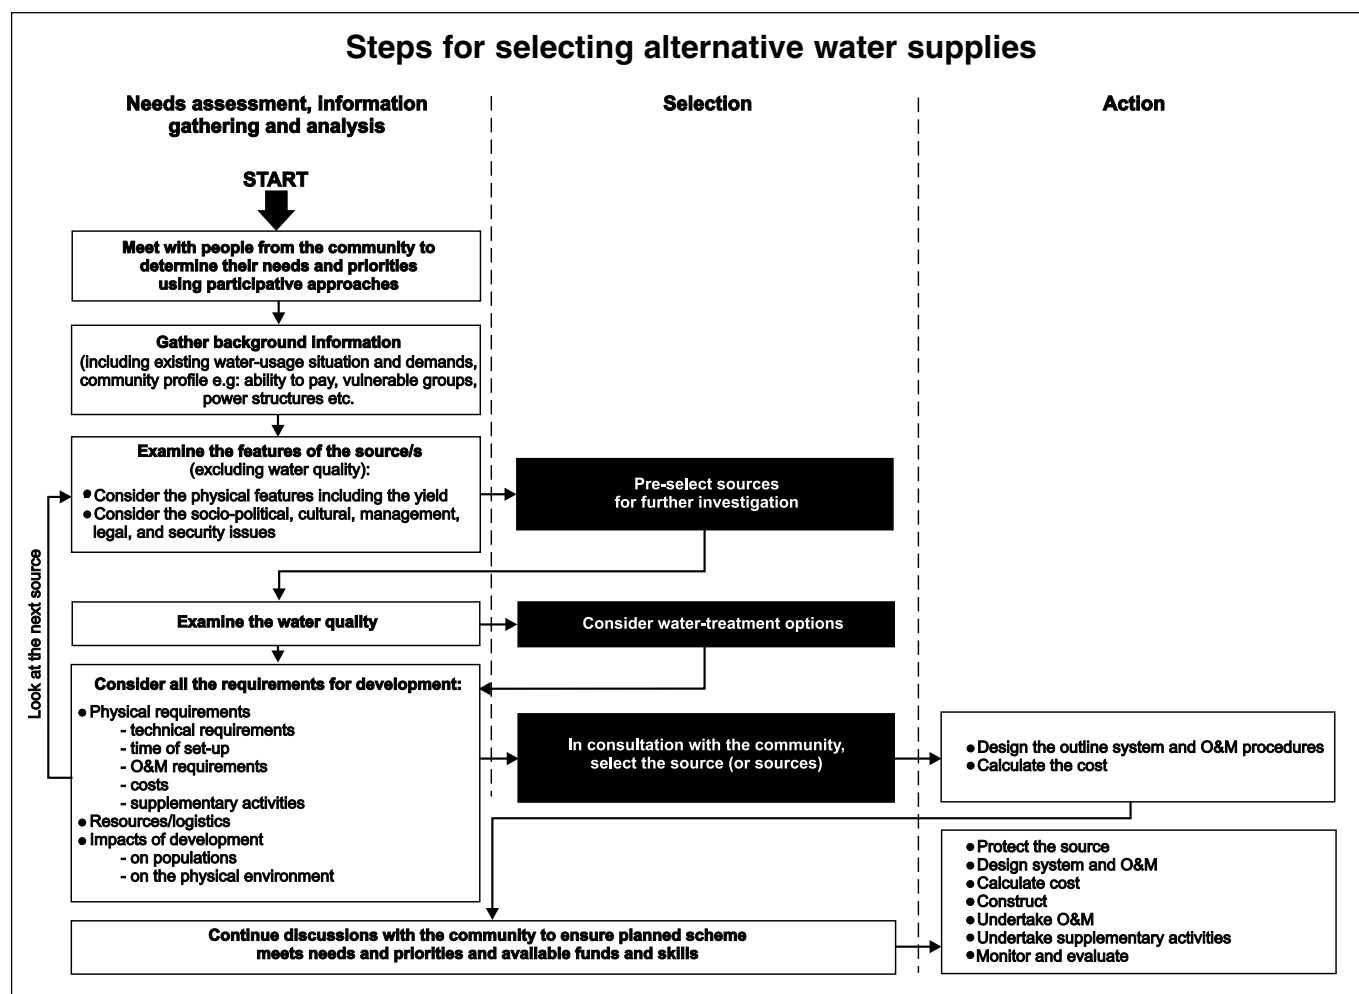 Steps for selecting alternative water supplies
Needs assessment, information
gathering and analysis
Selection
Action
START
Meet with people from the community to
determine their needs and priorities
using participative approaches
Gather background information
(including existing water-usage situation and demands,
community profile e.g: ability to pay, vulnerable groups,
power structures etc.
Examine the features of the source/s
(excluding water quality):
● Consider the physical features including the yield
● Consider the socio-political, cultural, management,
legal, and security issues
Pre-select sources
for further investigation
Look at the next source
Examine the water quality
Consider water-treatment options
Consider all the requirements for development:
● Physical requirements
- technical requirements
- time of set-up
- O&M requirements
- costs
- supplementary activities
● Resources/logistics
● Impacts of development
- on populations
- on the physical environment
In consultation with the community,
select the source (or sources)
● Design the outline system and O&M procedures
● Calculate the cost
Continue discussions with the community to ensure planned scheme
meets needs and priorities and available funds and skills
● Protect the source
● Design system and O&M
● Calculate cost
● Construct
● Undertake O&M
● Undertake supplementary activities
● Monitor and evaluate